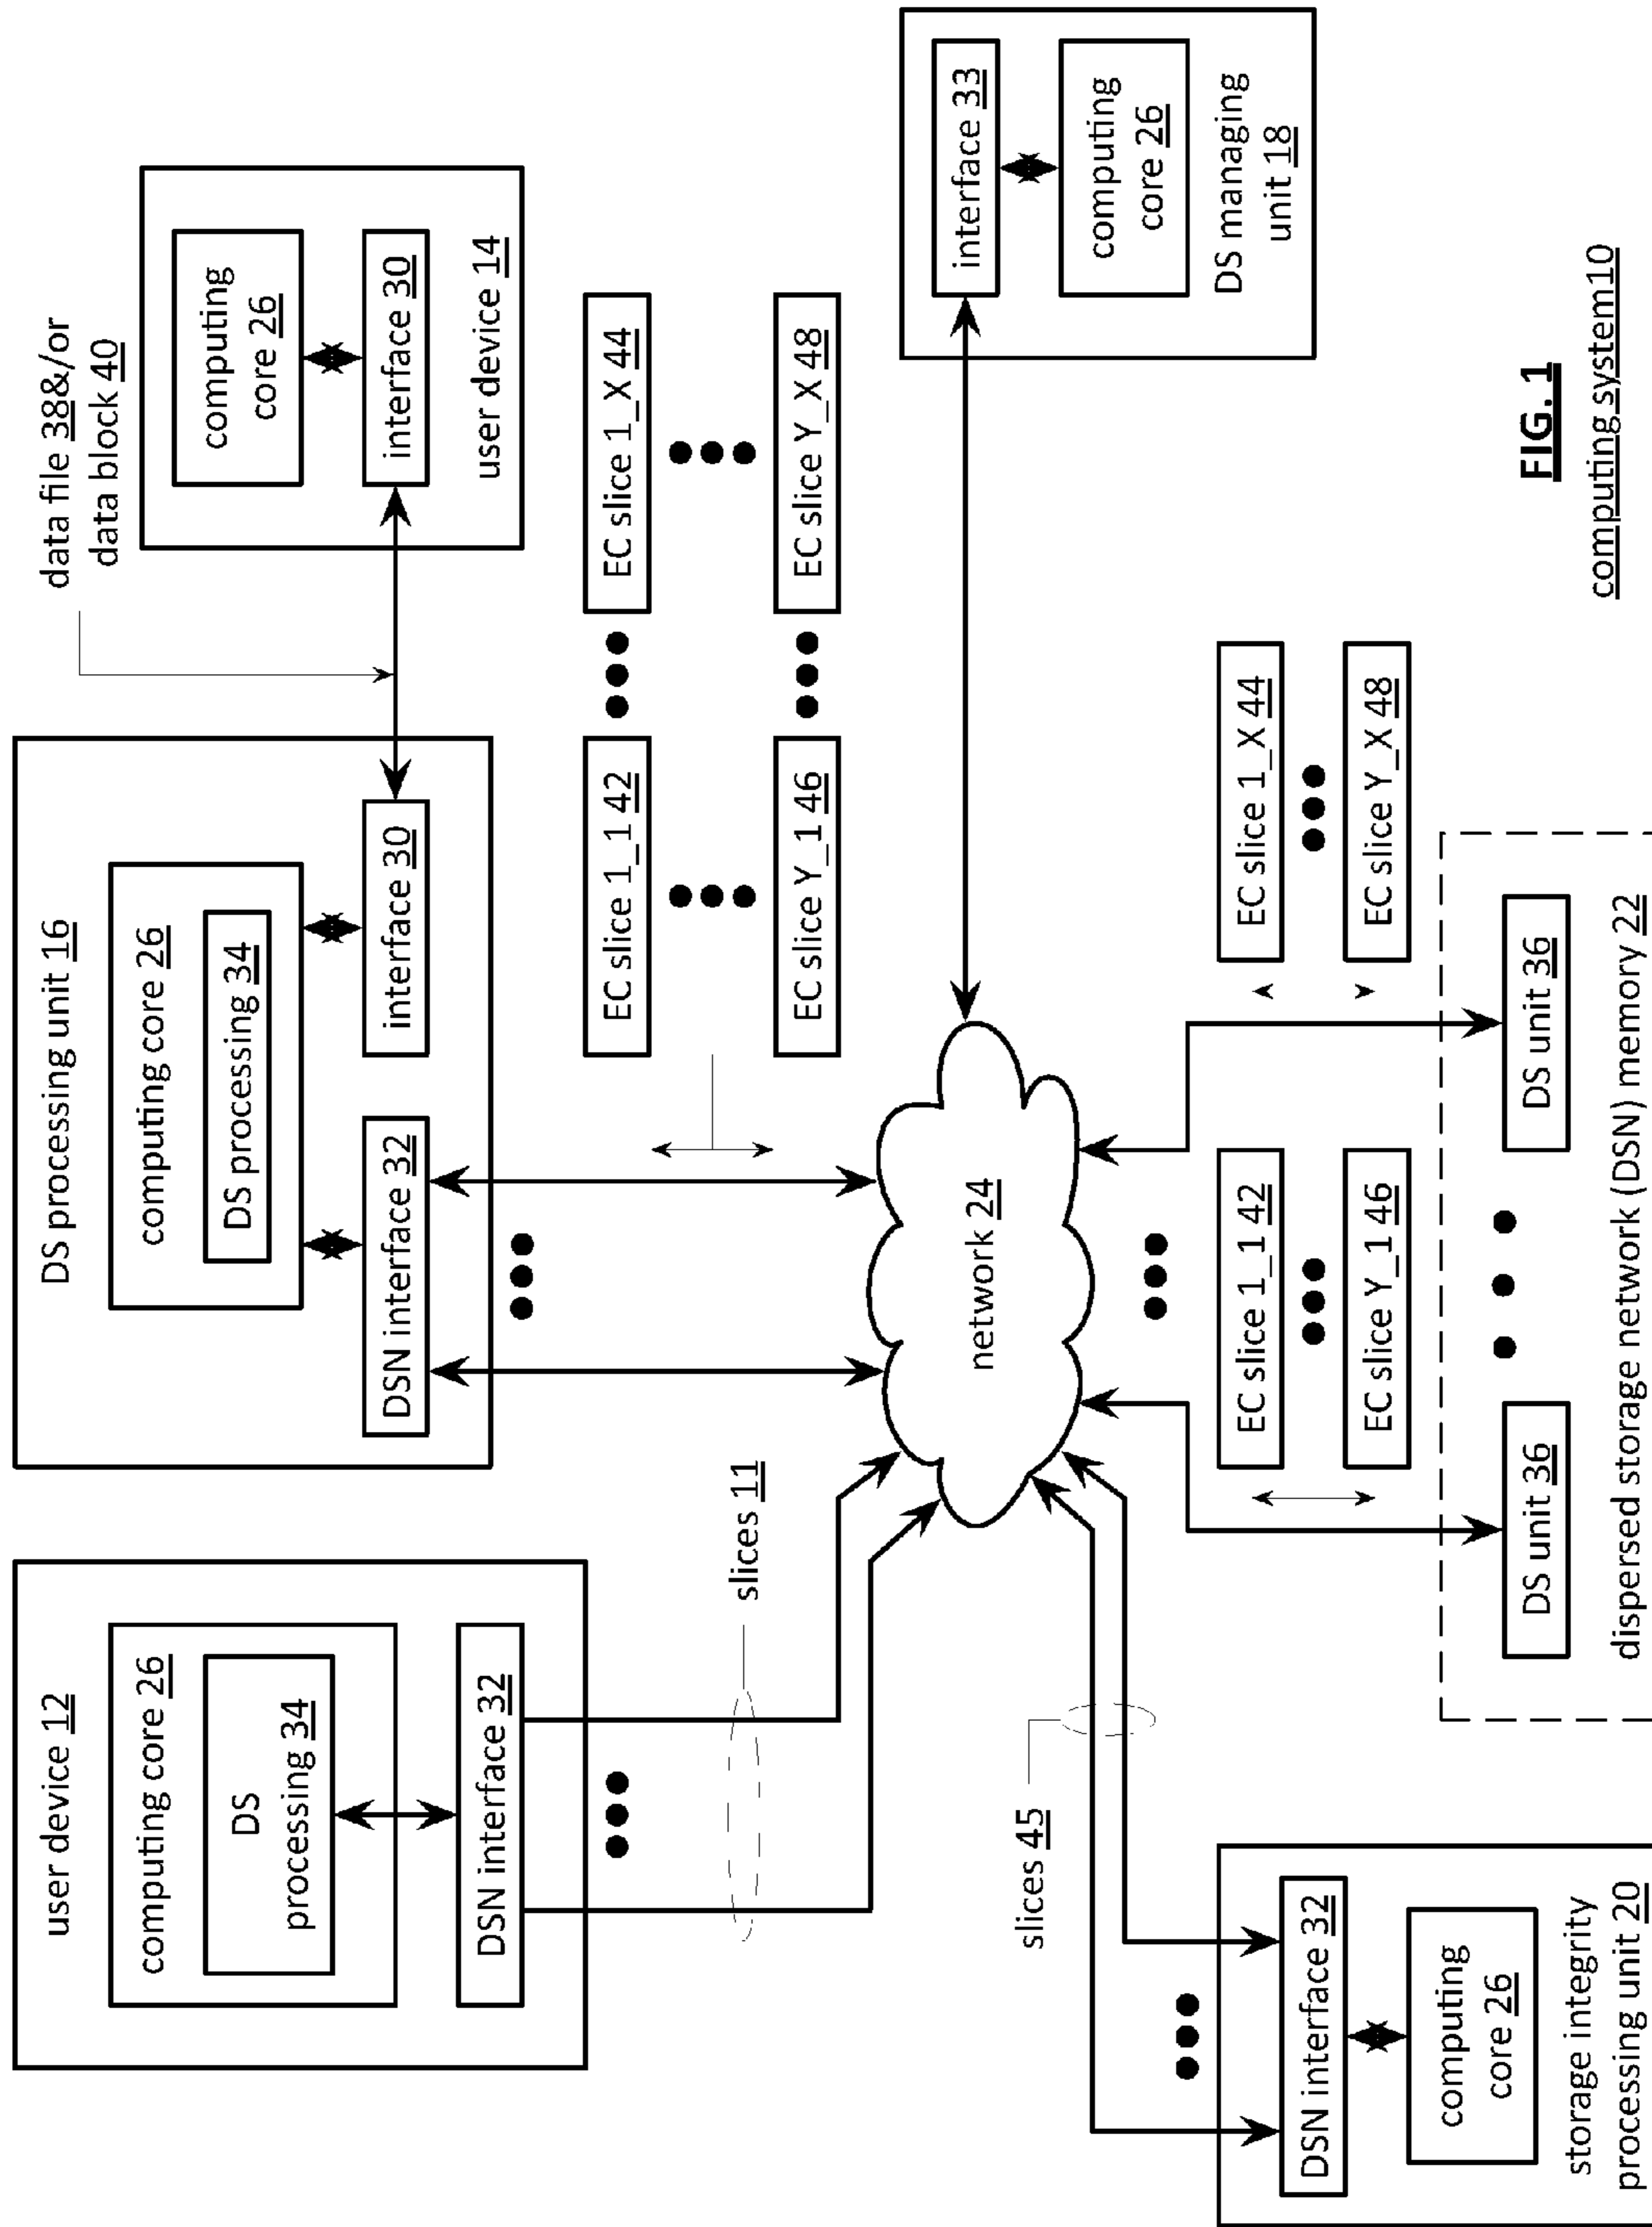 user device 12
computing core 26
DS
processing 34
DSN interface 32
slices 11
DS processing unit 16
computing core 26
DS processing 34
DSN interface 32
interface 30
data file 38&/or
data block 40
computing
core 26
interface 30
user device 14
EC slice 1_1 42
EC slice 1_X 44
EC slice Y_1 46
EC slice Y_X 48
network 24
interface 33
computing
core 26
DS managing
unit 18
slices 45
DSN interface 32
computing
core 26
storage integrity
processing unit 20
EC slice 1_1 42
EC slice Y_1 46
EC slice 1_X 44
EC slice Y_X 48
DS unit 36
DS unit 36
dispersed storage network (DSN) memory 22
FIG. 1
computing system10